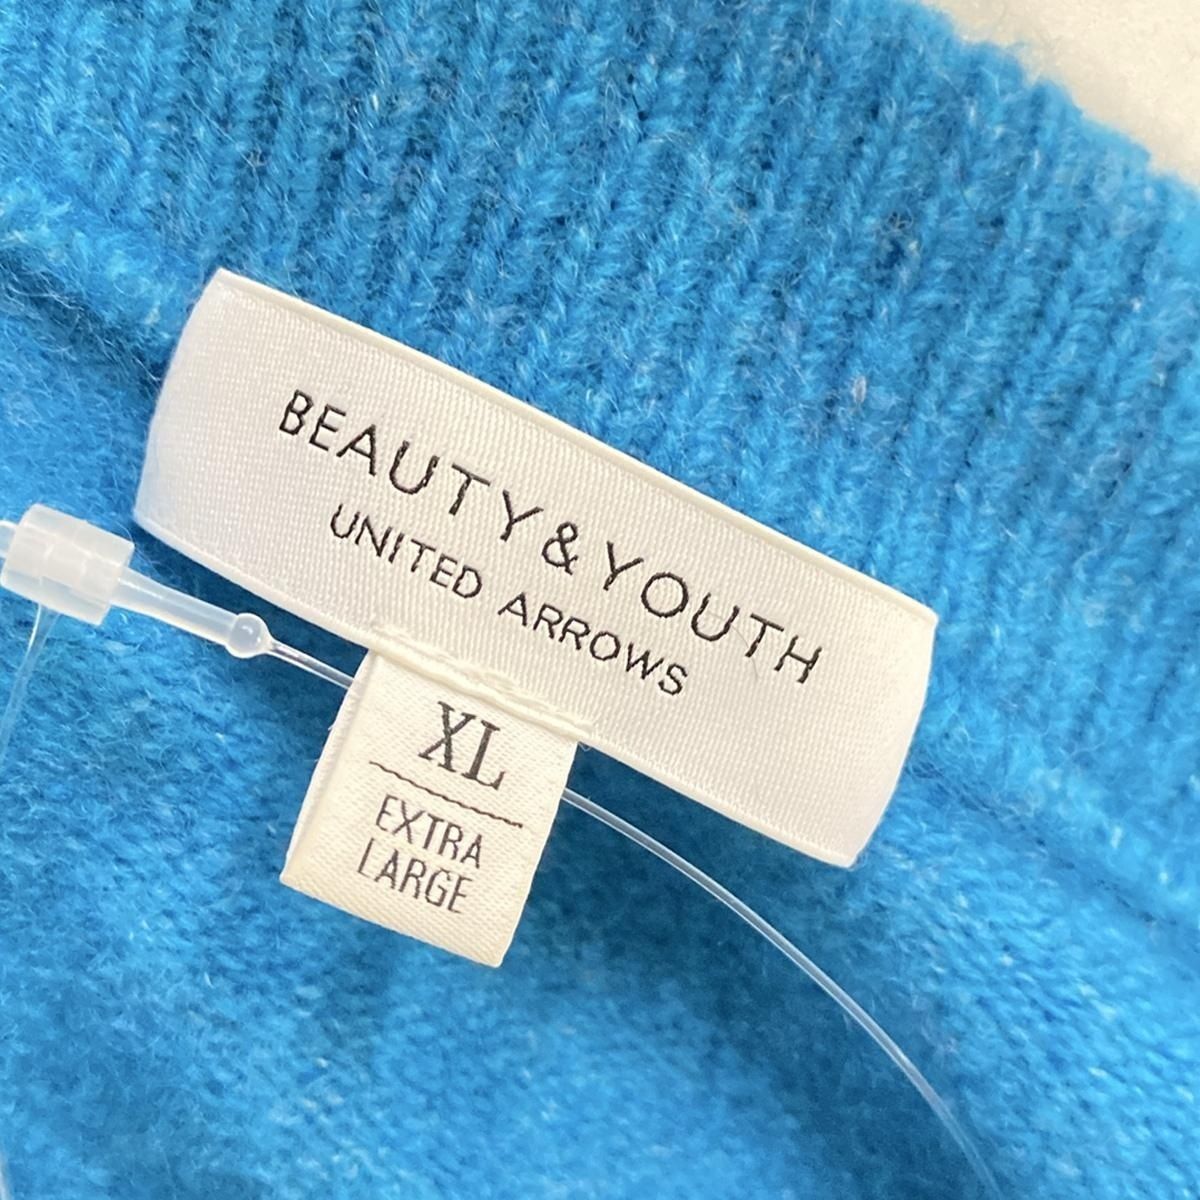 BEAUTY&YOUTH
UNITED ARROWS
XL
EXTRA
LARGE